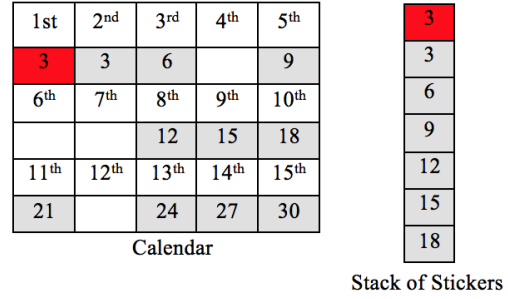 1st 2nd 3rd 4th 5th
3 3 6 9
6th 7th 8th 9th 10th
12 15 18
11th 12th 13th 14th 15th
21 24 27 30
Calendar
3
3
6
9
12
15
18
Stack of Stickers